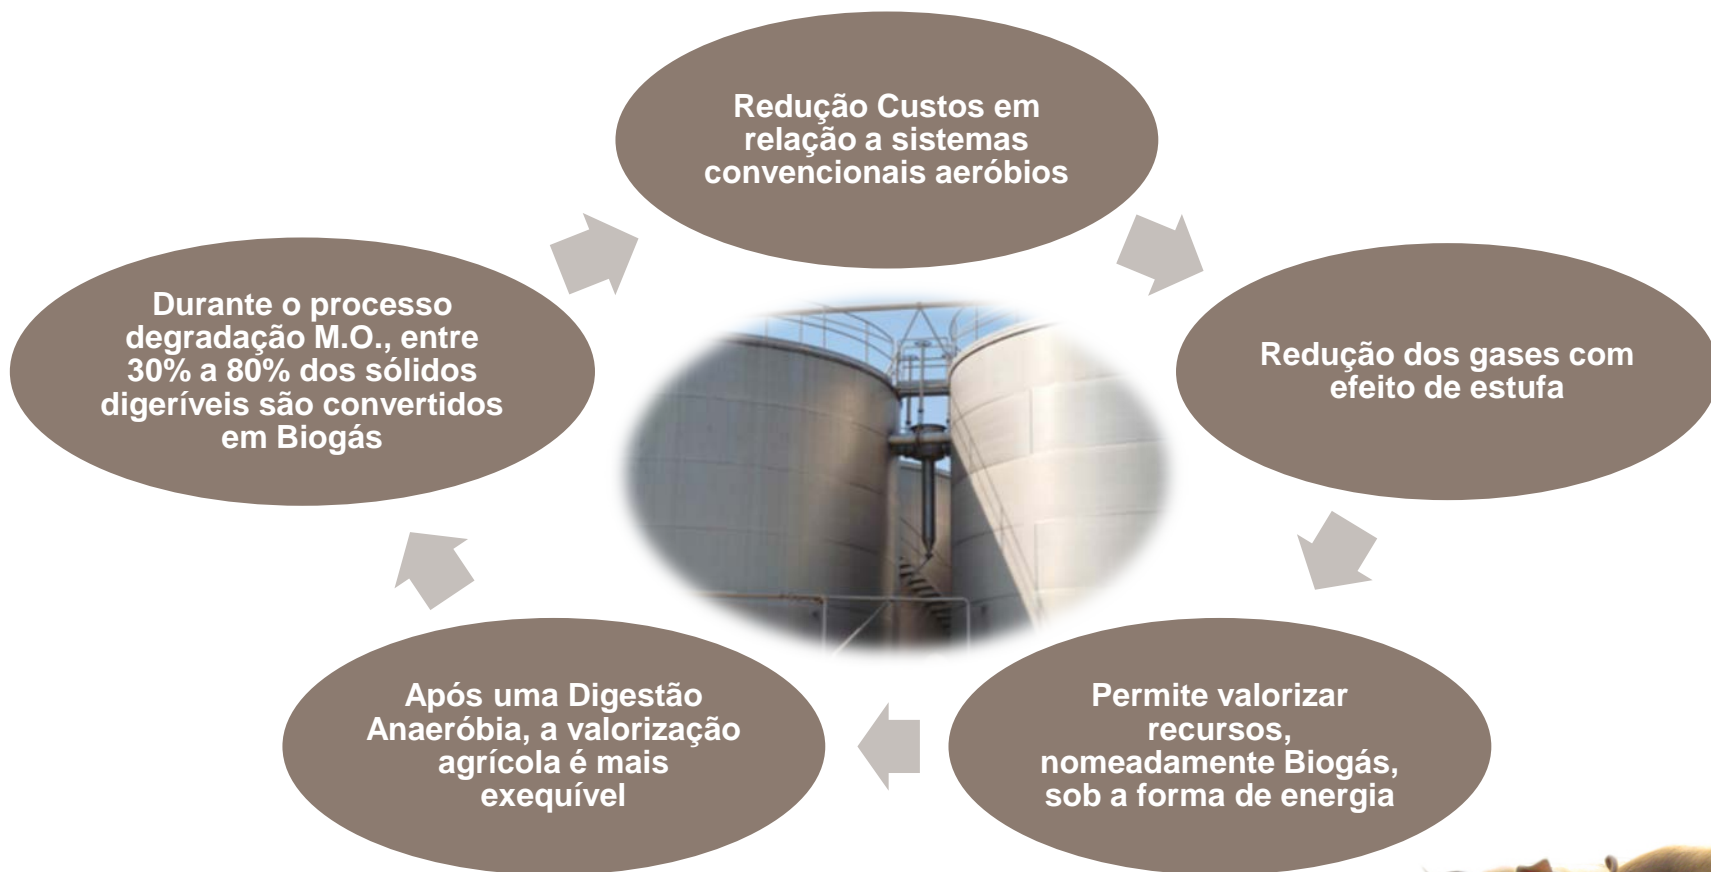 Redução Custos em
relação a sistemas
convencionais aeróbios
Redução dos gases com
efeito de estufa
Permite valorizar
recursos,
nomeadamente Biogás,
sob a forma de energia
Após uma Digestão
Anaeróbia, a valorização
agrícola é mais
exequível
Durante o processo
degradação M.O., entre
30% a 80% dos sólidos
digeríveis são convertidos
em Biogás